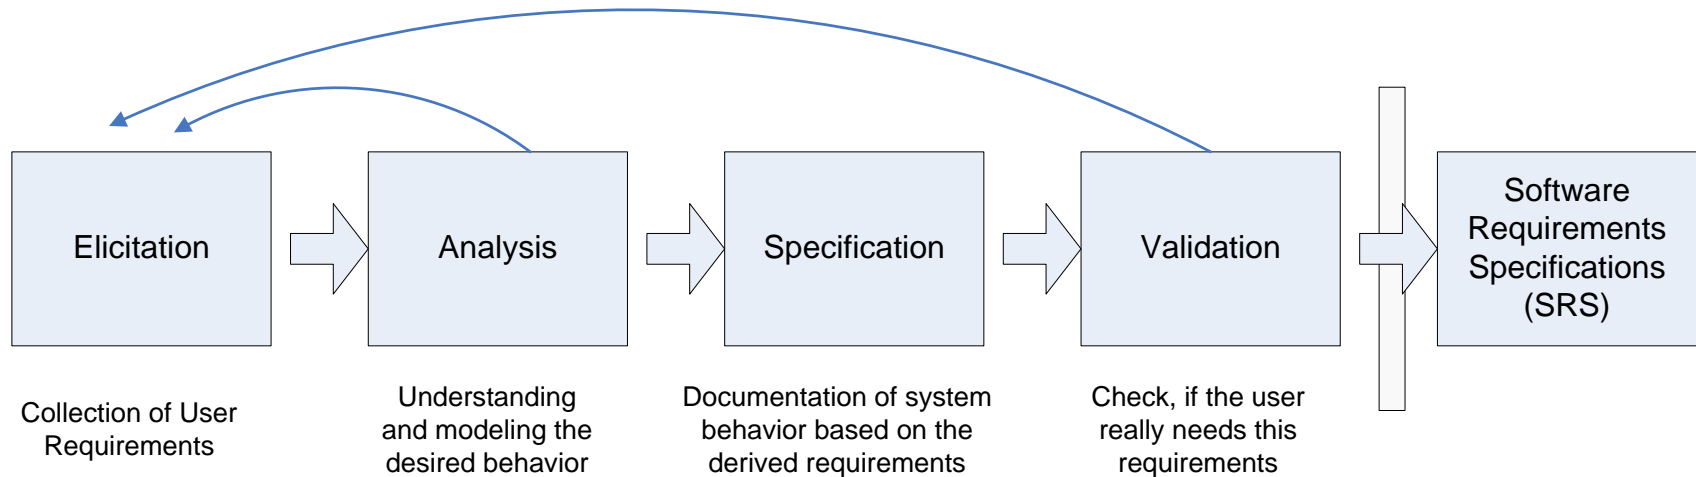 Elicitation
Analysis
Specification
Validation
Software
Requirements
Specifications
(SRS)
Collection of User
Requirements
Understanding
and modeling the
desired behavior
Documentation of system
behavior based on the
derived requirements
Check, if the user
really needs this
requirements